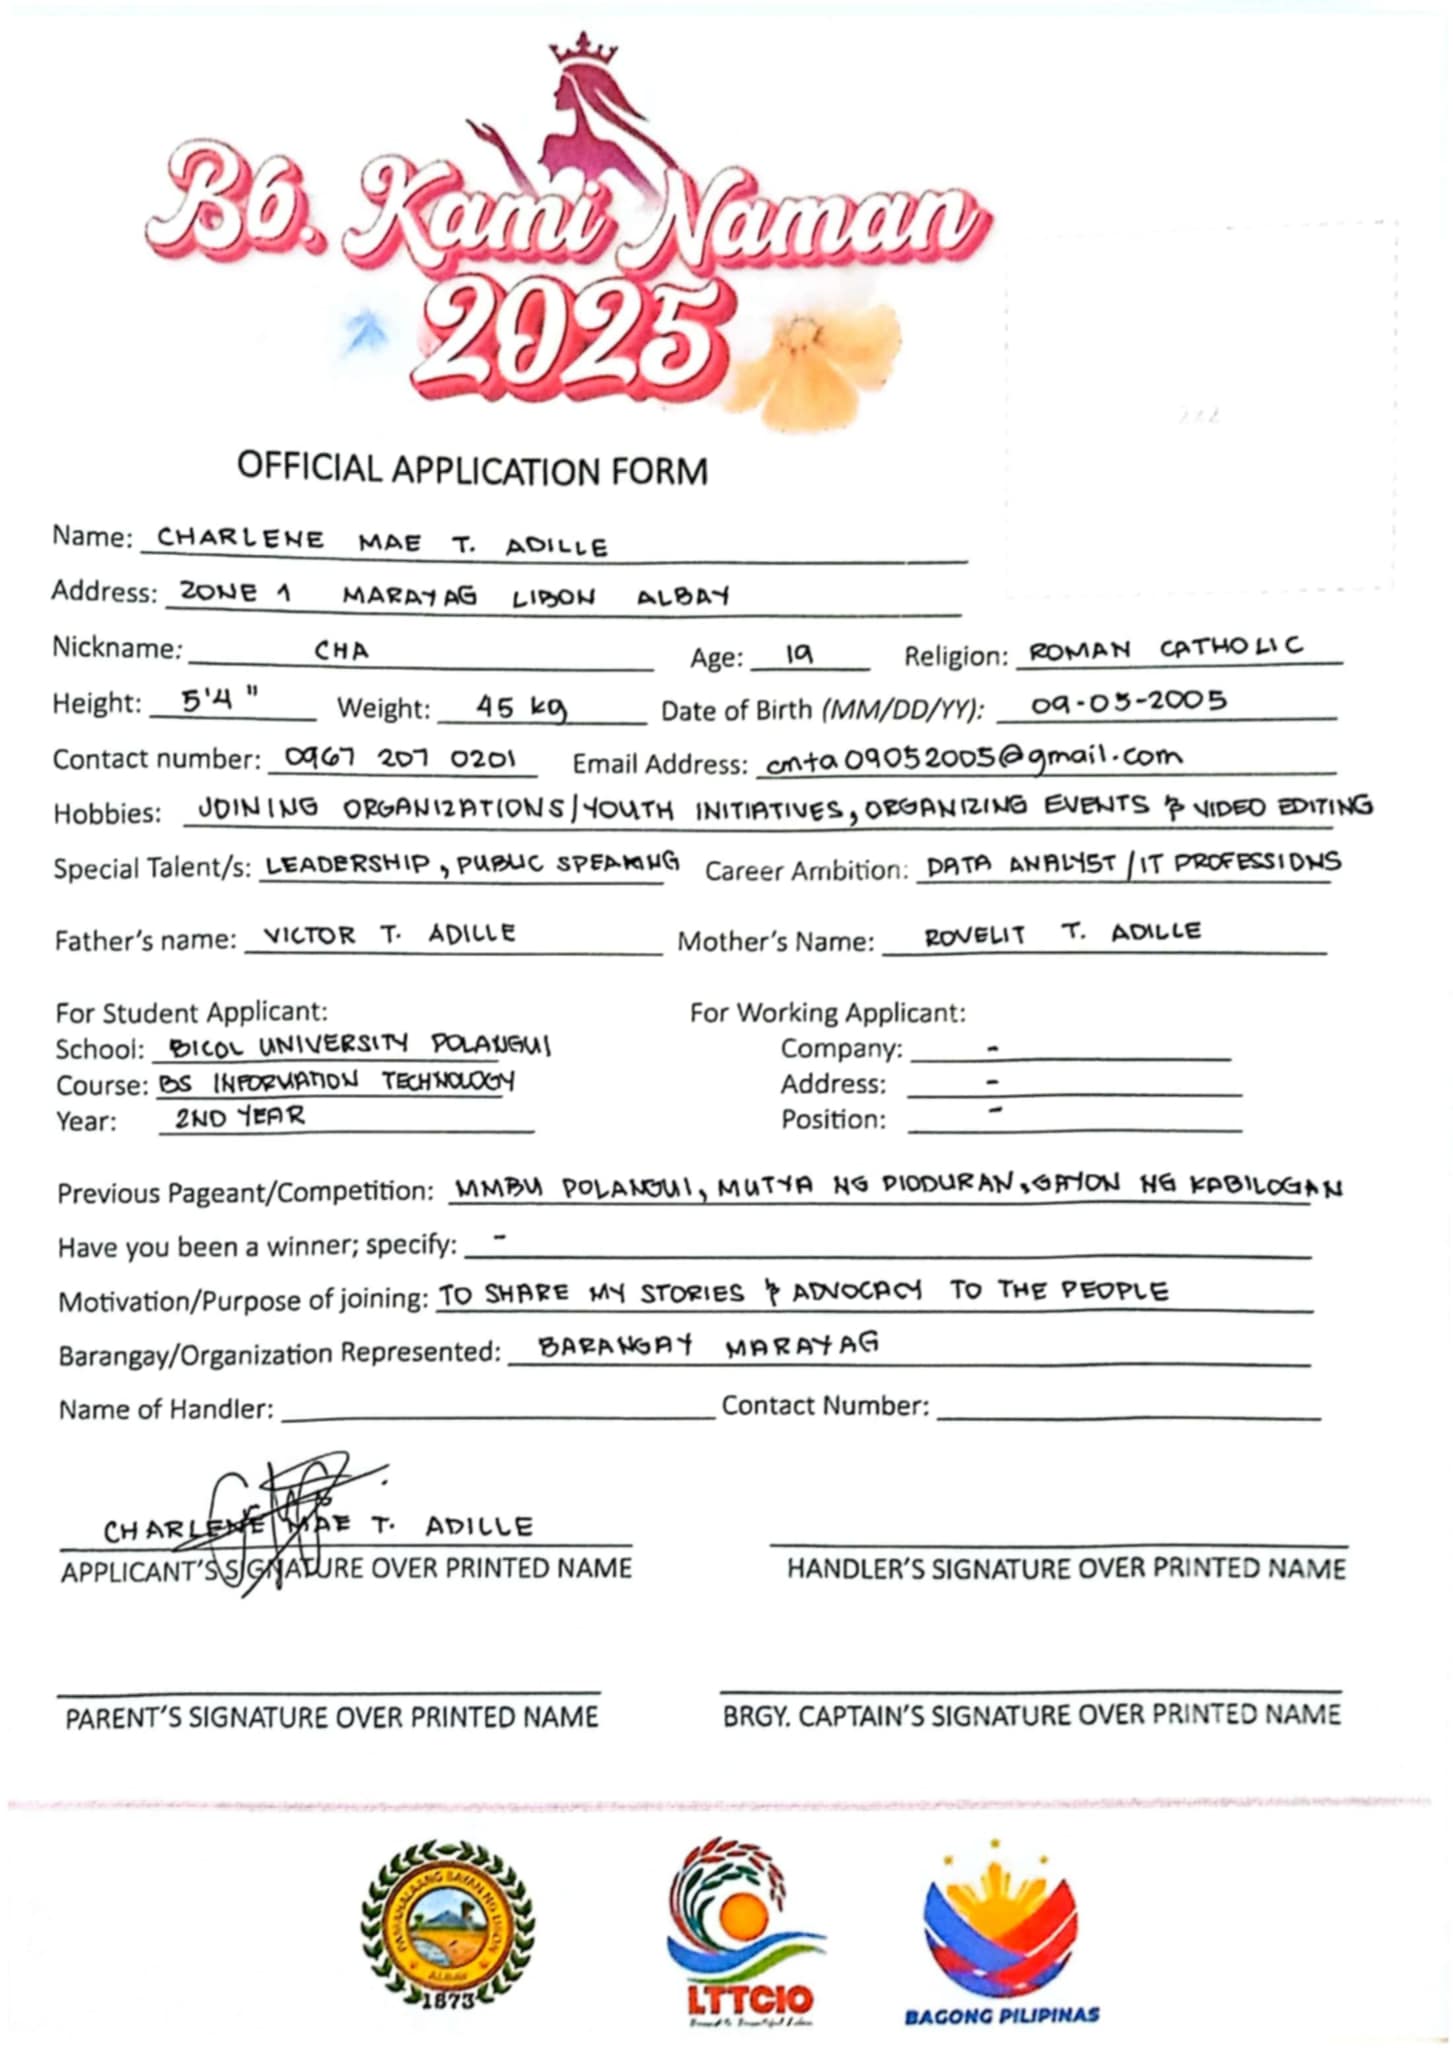 Bb. Kami Naman
2025
OFFICIAL APPLICATION FORM
Name: CHARLENE MAE T. ADILLE
Address: ZONE 1 MARAYAG LIBON ALBAY
Nickname: CHA Age: 19 Religion: ROMAN CATHOLIC
Height: 5'4" Weight: 45 kg Date of Birth (MM/DD/YY): 09-05-2005
Contact number: 0967 207 0201 Email Address: cmta09052005@gmail.com
Hobbies: JOINING ORGANIZATIONS/YOUTH INITIATIVES, ORGANIZING EVENTS & VIDEO EDITING
Special Talent/s: LEADERSHIP, PUBLIC SPEAKING Career Ambition: DATA ANALYST / IT PROFESSIONS
Father's name: VICTOR T. ADILLE Mother's Name: ROVELIT T. ADILLE
For Student Applicant: For Working Applicant:
School: BICOL UNIVERSITY POLANGUI Company: -
Course: BS INFORMATION TECHNOLOGY Address: -
Year: 2ND YEAR Position: -
Previous Pageant/Competition: MMBU POLANGUI, MUTYA NG PIODURAN, GAYON NG KABILOGAN
Have you been a winner; specify: -
Motivation/Purpose of joining: TO SHARE MY STORIES & ADVOCACY TO THE PEOPLE
Barangay/Organization Represented: BARANGAY MARAYAG
Name of Handler: Contact Number:
CHARLENE MAE T. ADILLE
APPLICANT'S SIGNATURE OVER PRINTED NAME HANDLER'S SIGNATURE OVER PRINTED NAME
PARENT'S SIGNATURE OVER PRINTED NAME BRGY. CAPTAIN'S SIGNATURE OVER PRINTED NAME
ALBAY
1873
LTTCIO
BAGONG PILIPINAS